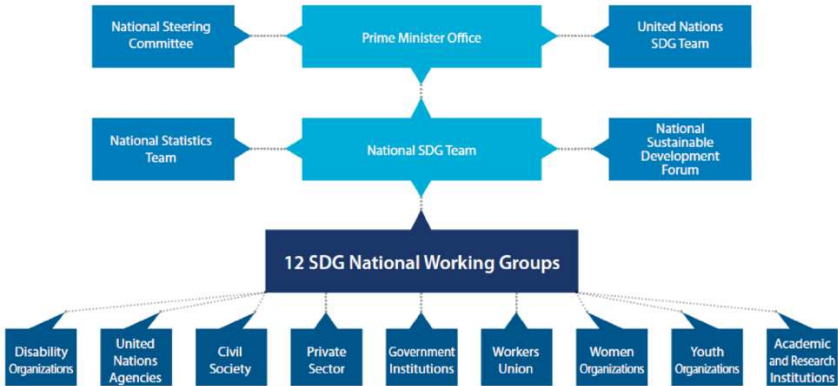 National Steering
Committee
Prime Minister Office
United Nations
SDG Team
National Statistics
Team
National SDG Team
National
Sustainable
Development
Forum
12 SDG National Working Groups
Disability
Organizations
United
Nations
Agencies
Civil
Society
Private
Sector
Government
Institutions
Workers
Union
Women
Organizations
Youth
Organizations
Academic
and Research
Institutions